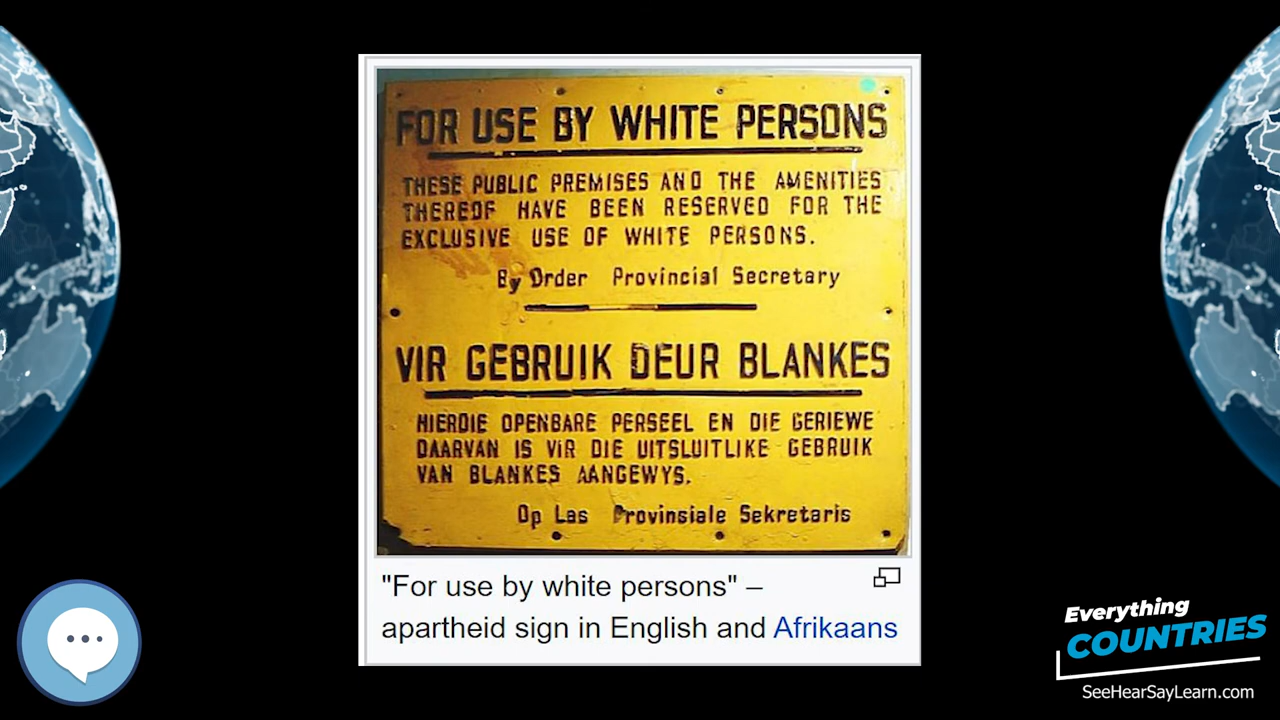 FOR USE BY WHITE PERSONS
THESE PUBLIC PREMISES AND THE AMENITIES
THEREOF HAVE BEEN RESERVED FOR THE
EXCLUSIVE USE OF WHITE PERSONS.
By Order Provincial Secretary
VIR GEBRUIK DEUR BLANKES
HIERDIE OPENBARE PERSEEL EN DIE GERIEWE
DAARVAN IS VIR DIE UITSLUITLIKE GEBRUIK
VAN BLANKES AANGEWYS.
Op Las Provinsiale Sekretaris
"For use by white persons" –
apartheid sign in English and Afrikaans
Everything
COUNTRIES
SeeHearSayLearn.com